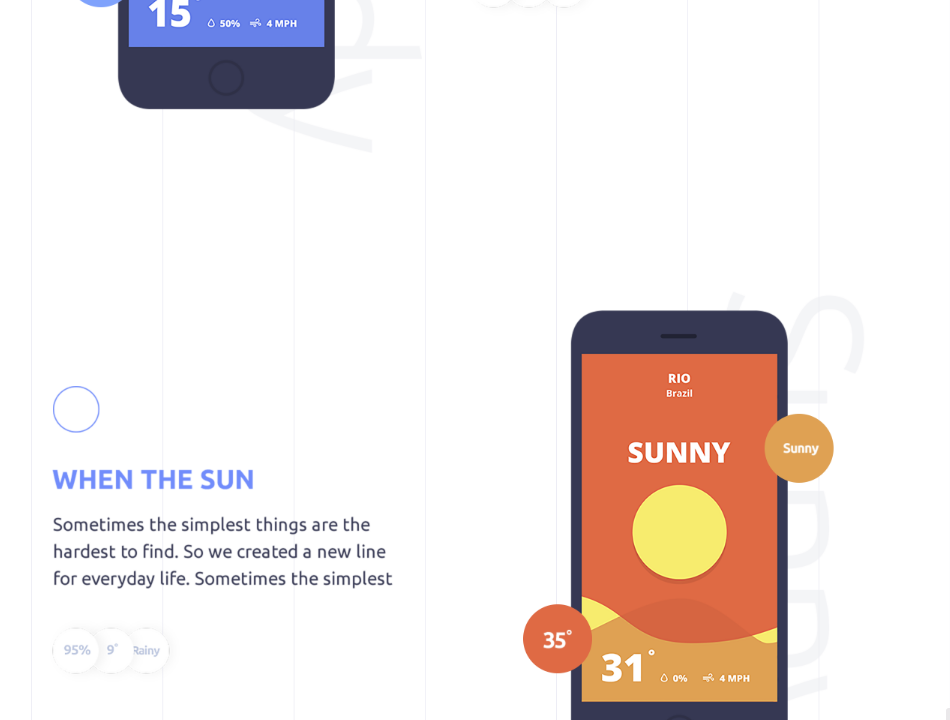 15°
50% 4 MPH
WHEN THE SUN
Sometimes the simplest things are the
hardest to find. So we created a new line
for everyday life. Sometimes the simplest
95% 9° Rainy
RIO
Brazil
SUNNY
Sunny
35°
31°
0% 4 MPH